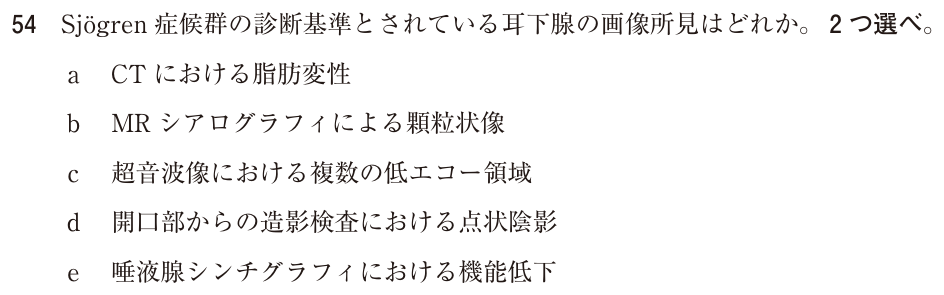 54 Sjögren 症候群の診断基準とされている耳下腺の画像所見はどれか。2つ選べ。
a CT における脂肪変性
b MR シアログラフィによる顆粒状像
c 超音波像における複数の低エコー領域
d 開口部からの造影検査における点状陰影
e 唾液腺シンチグラフィにおける機能低下